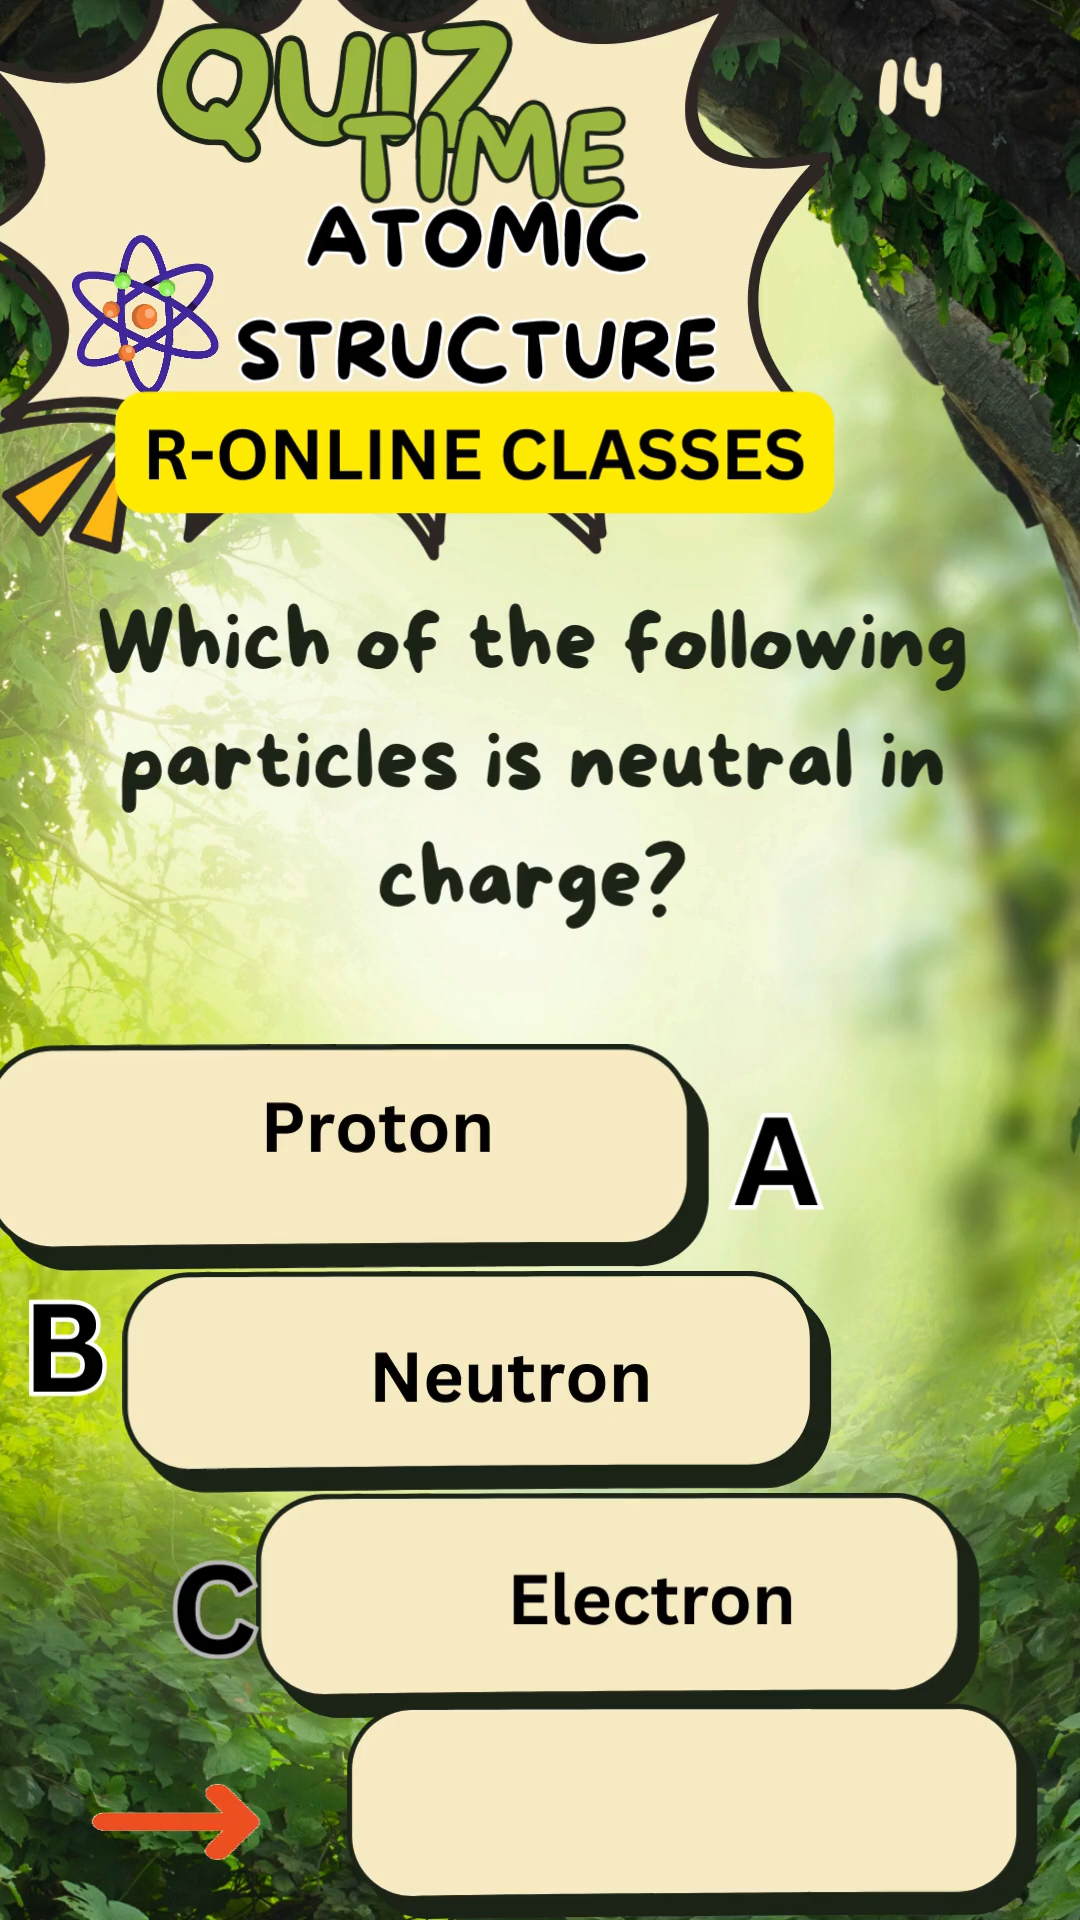 QUIZ
TIME
14
ATOMIC
STRUCTURE
R-ONLINE CLASSES
Which of the following
particles is neutral in
charge?
Proton
A
B
Neutron
C
Electron